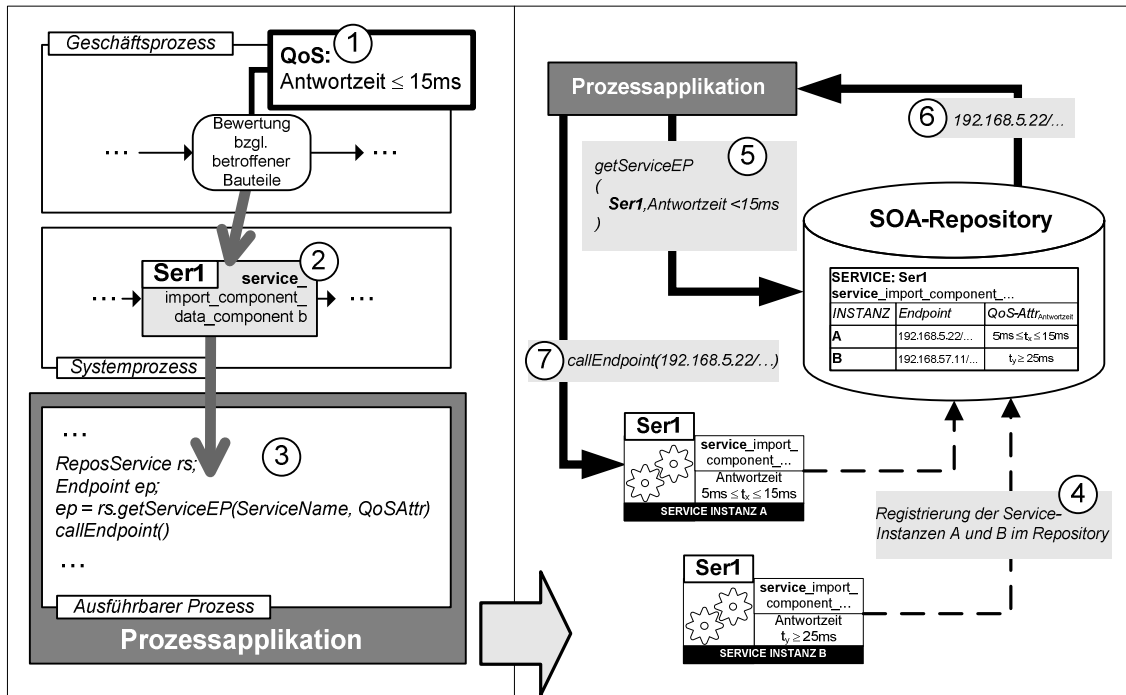 Geschäftsprozess
1
QoS:
Antwortzeit ≤ 15ms
Bewertung
bzgl.
betroffener
Bauteile
...
...
2
Ser1
service_
import_component_
data_component b
...
...
Systemprozess
...
3
ReposService rs;
Endpoint ep;
ep = rs.getServiceEP(ServiceName, QoSAttr)
callEndpoint()
...
Ausführbarer Prozess
Prozessapplikation
Prozessapplikation
6
192.168.5.22/...
5
getServiceEP
(
Ser1,Antwortzeit <15ms
)
SOA-Repository
SERVICE: Ser1
service_import_component_...
INSTANZ Endpoint QoS-AttrAntwortzeit
A 192.168.5.22/... 5ms ≤ tx ≤ 15ms
B 192.168.57.11/... ty ≥ 25ms
7
callEndpoint(192.168.5.22/...)
Ser1
service_import_
component_...
Antwortzeit
5ms ≤ tx ≤ 15ms
SERVICE INSTANZ A
4
Registrierung der Service-
Instanzen A und B im Repository
Ser1
service_import_
component_...
Antwortzeit
ty ≥ 25ms
SERVICE INSTANZ B